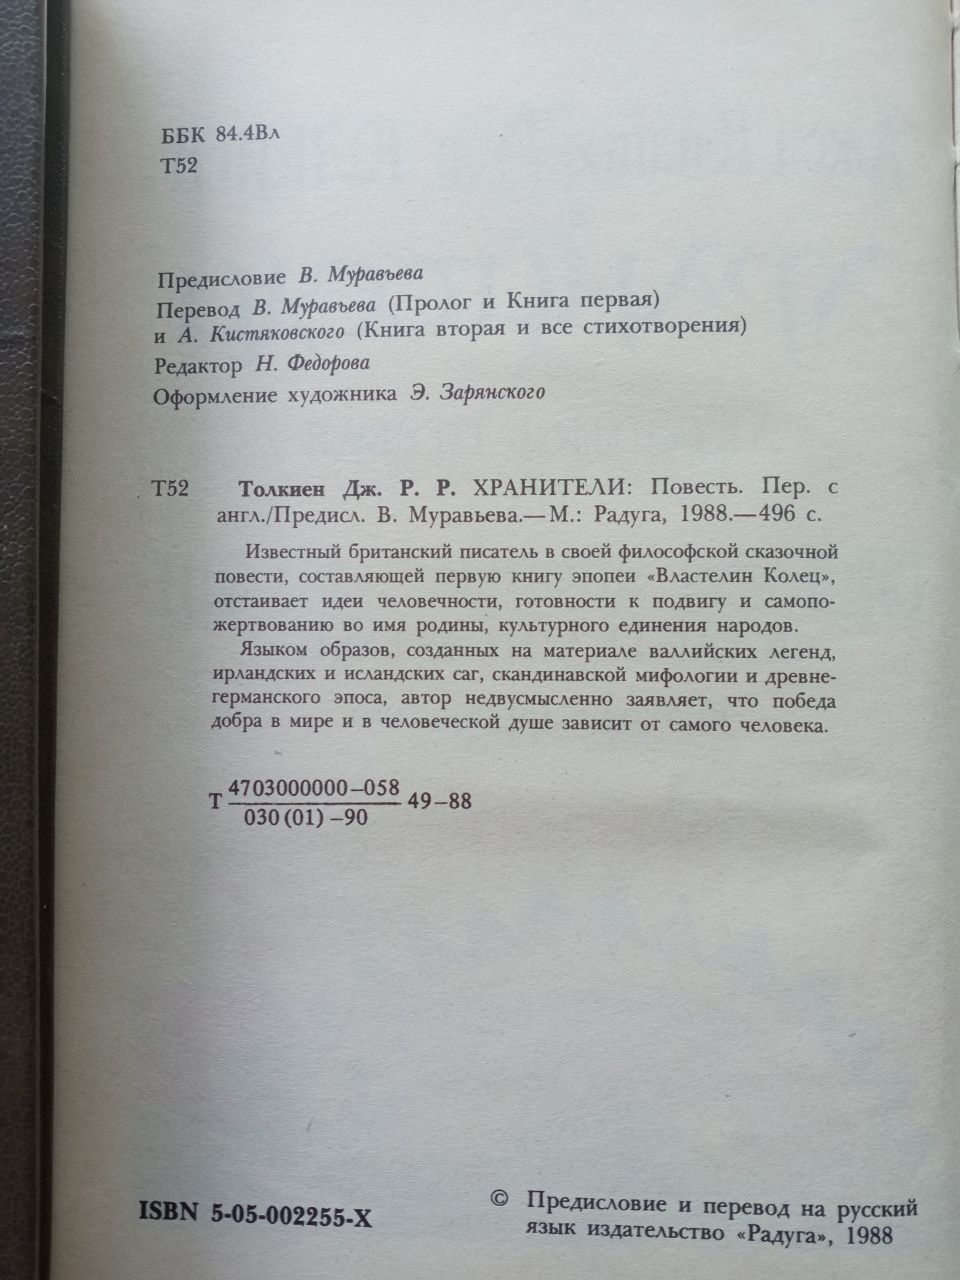 ББК 84.4Вл
Т52
Предисловие В. Муравьева
Перевод В. Муравьева (Пролог и Книга первая)
и А. Кистяковского (Книга вторая и все стихотворения)
Редактор Н. Федорова
Оформление художника Э. Зарянского
Т52 Толкиен Дж. Р. Р. ХРАНИТЕЛИ: Повесть. Пер. с
англ./Предисл. В. Муравьева.—М.: Радуга, 1988.—496 с.
Известный британский писатель в своей философской сказочной
повести, составляющей первую книгу эпопеи «Властелин Колец»,
отстаивает идеи человечности, готовности к подвигу и самопо-
жертвованию во имя родины, культурного единения народов.
Языком образов, созданных на материале валлийских легенд,
ирландских и исландских саг, скандинавской мифологии и древне-
германского эпоса, автор недвусмысленно заявляет, что победа
добра в мире и в человеческой душе зависит от самого человека.
4703000000–058
Т 49–88
030(01)–90
ISBN 5-05-002255-X
© Предисловие и перевод на русский
язык издательство «Радуга», 1988